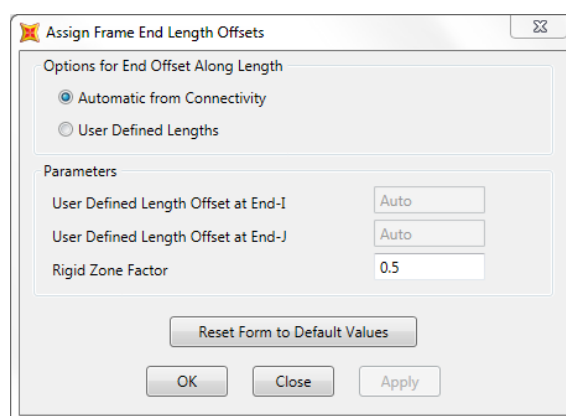 Assign Frame End Length Offsets
Options for End Offset Along Length
Automatic from Connectivity
User Defined Lengths
Parameters
User Defined Length Offset at End-I
Auto
User Defined Length Offset at End-J
Auto
Rigid Zone Factor
0.5
Reset Form to Default Values
OK
Close
Apply